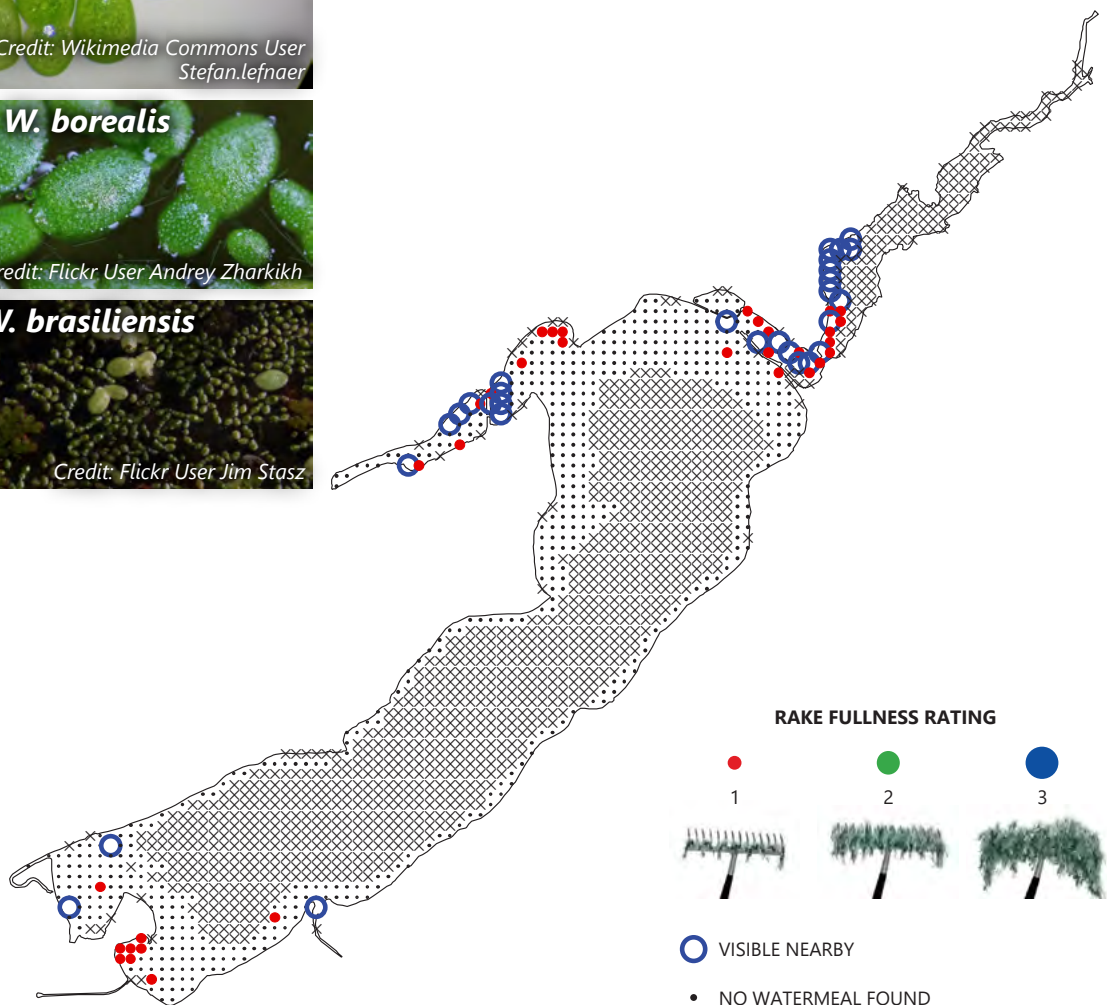 Credit: Wikimedia Commons User
Stefan.lefnaer
W. borealis
Credit: Flickr User Andrey Zharkikh
W. brasiliensis
Credit: Flickr User Jim Stasz
RAKE FULLNESS RATING
1 2 3
VISIBLE NEARBY
NO WATERMEAL FOUND